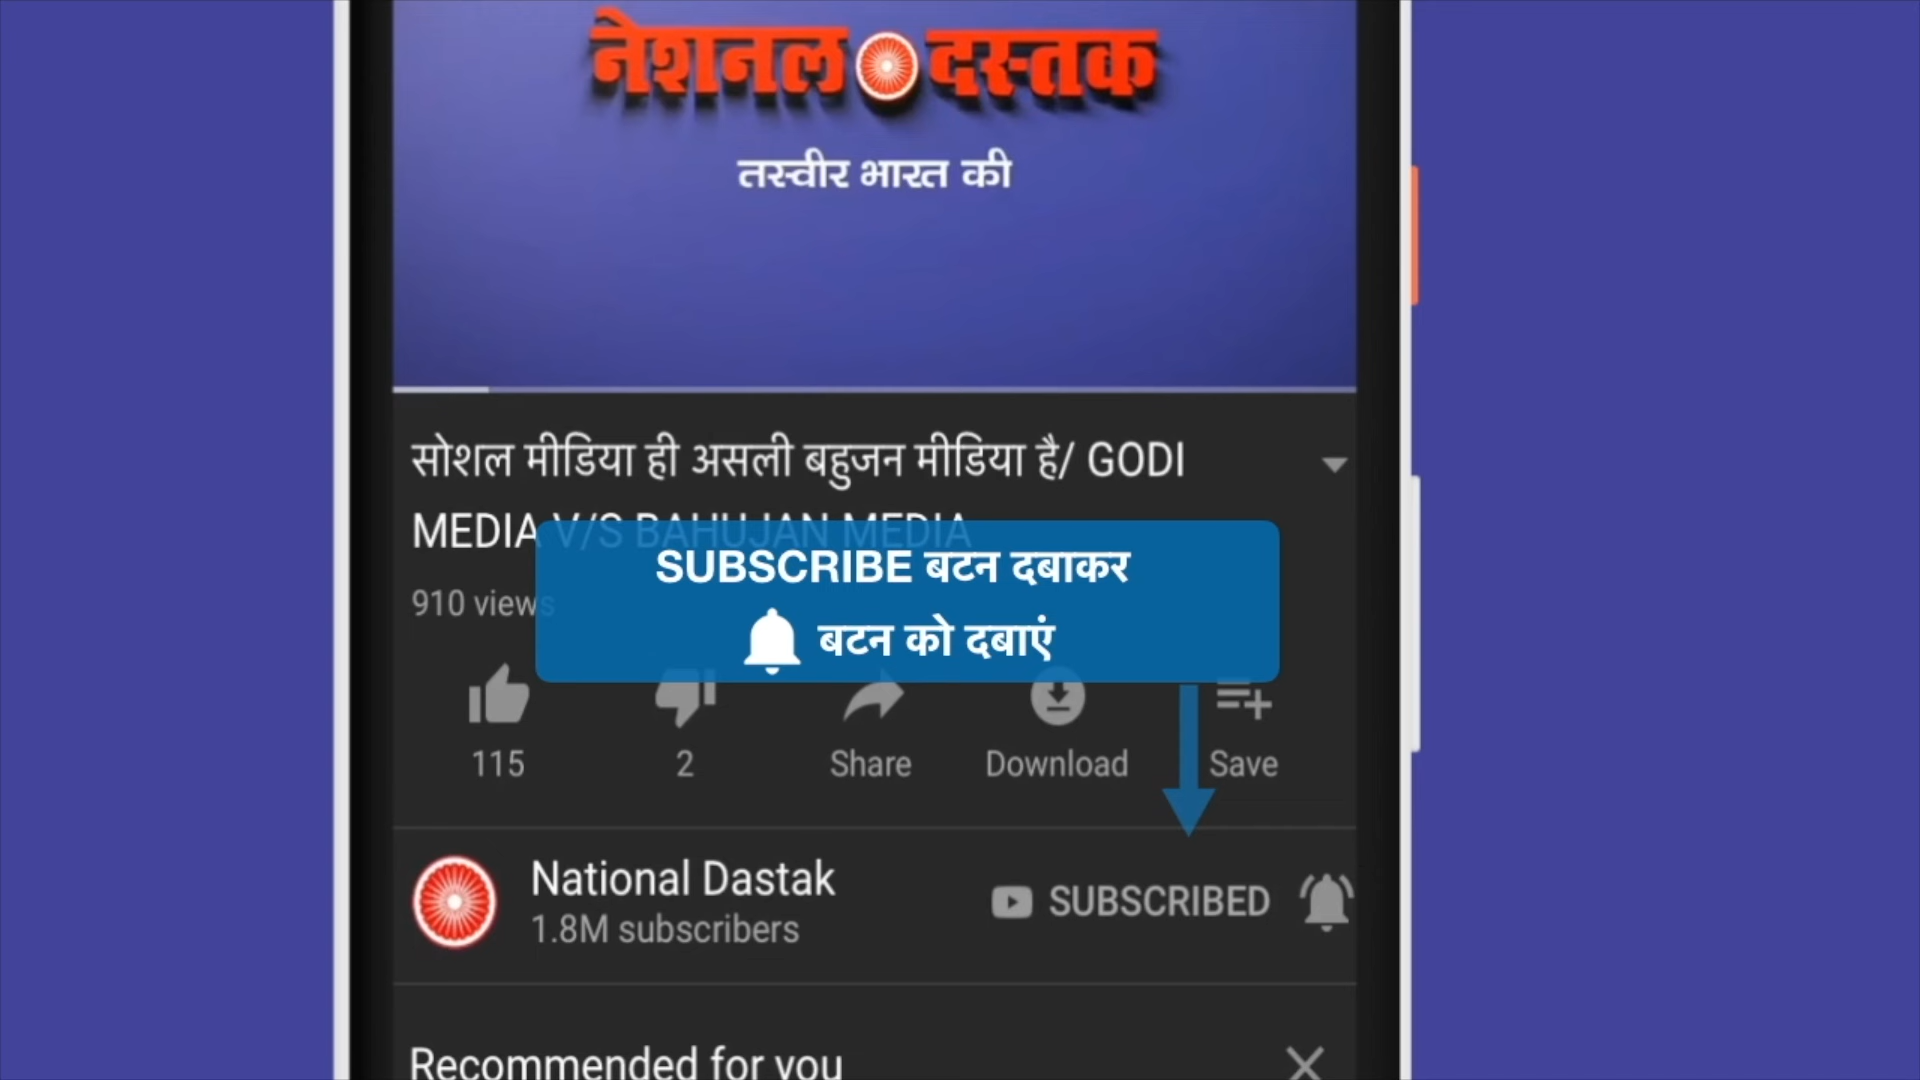 नेशनल दस्तक
तस्वीर भारत की
सोशल मीडिया ही असली बहुजन मीडिया है/ GODI
MEDIA V/S BAHUJAN MEDIA
910 views
SUBSCRIBE बटन दबाकर
बटन को दबाएं
115
2
Share
Download
Save
National Dastak
1.8M subscribers
SUBSCRIBED
Recommended for you